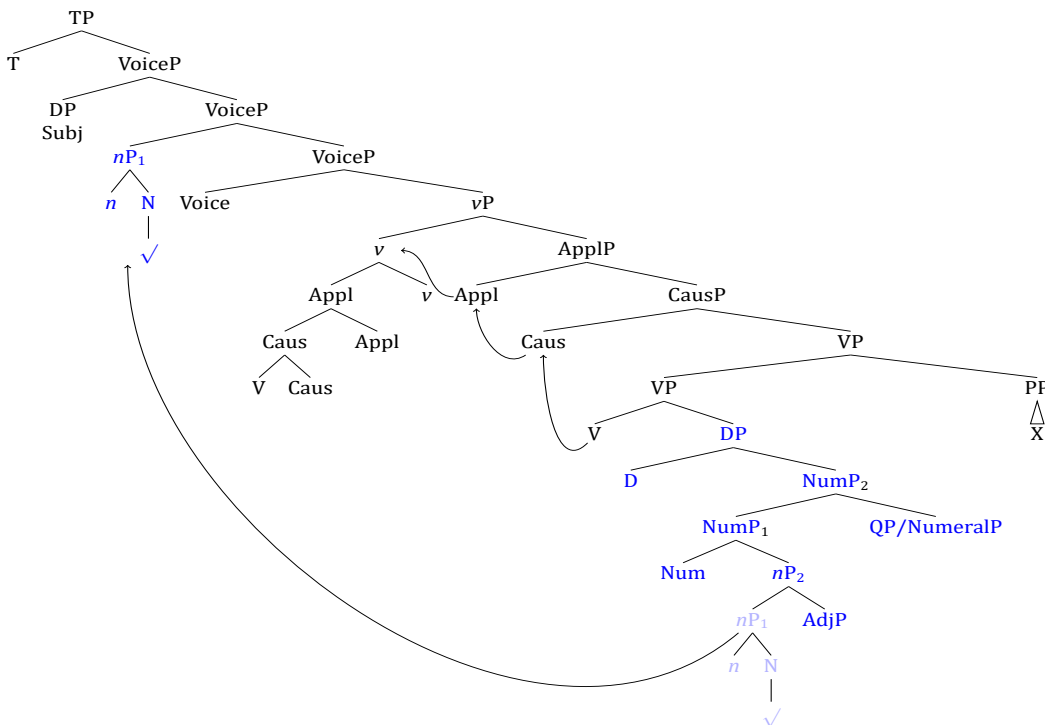 TP
T VoiceP
DP VoiceP
Subj
nP₁ VoiceP
n N Voice vP
√ v ApplP
Appl v Appl CausP
Caus Appl Caus VP
V Caus VP PP
V DP X
D NumP₂
NumP₁ QP/NumeralP
Num nP₂
nP₁ AdjP
n N
√